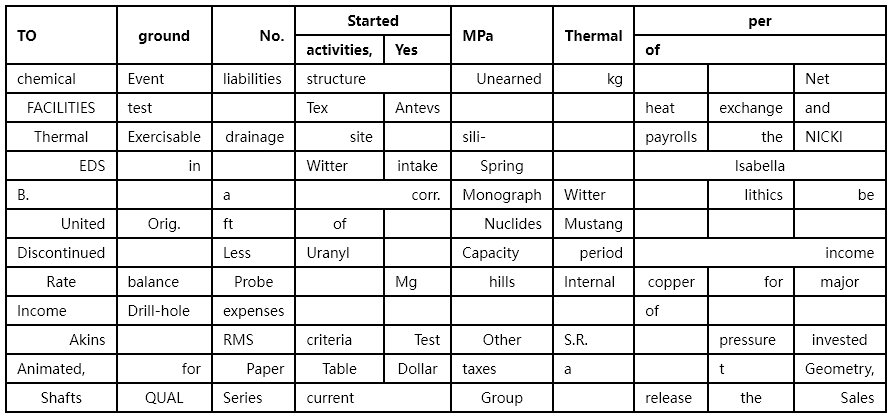 TO ground No. Started MPa Thermal per
activities, Yes of
chemical Event liabilities structure Unearned kg Net
FACILITIES test Tex Antevs heat exchange and
Thermal Exercisable drainage site sili- payrolls the NICKI
EDS in Witter intake Spring Isabella
B. a corr. Monograph Witter lithics be
United Orig. ft of Nuclides Mustang
Discontinued Less Uranyl Capacity period income
Rate balance Probe Mg hills Internal copper for major
Income Drill-hole expenses of
Akins RMS criteria Test Other S.R. pressure invested
Animated, for Paper Table Dollar taxes a t Geometry,
Shafts QUAL Series current Group release the Sales